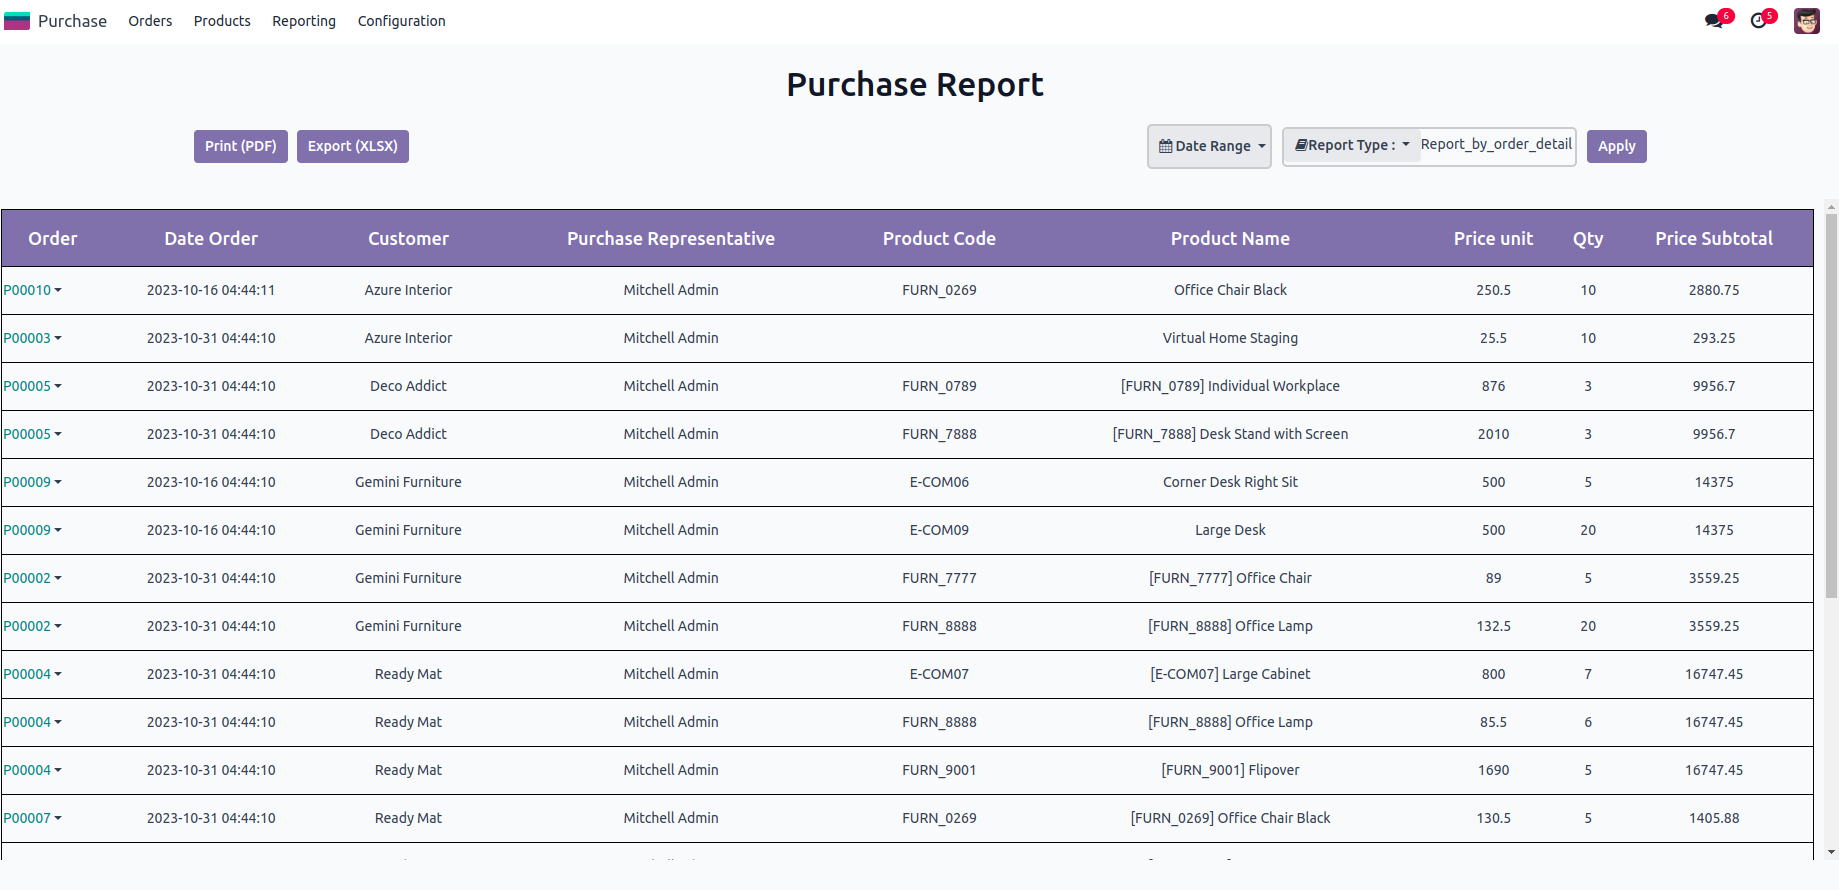 Purchase Orders Products Reporting Configuration 6 5
Purchase Report
Print (PDF) Export (XLSX) Date Range Report Type : Report_by_order_detail Apply
Order Date Order Customer Purchase Representative Product Code Product Name Price unit Qty Price Subtotal
P00010 2023-10-16 04:44:11 Azure Interior Mitchell Admin FURN_0269 Office Chair Black 250.5 10 2880.75
P00003 2023-10-31 04:44:10 Azure Interior Mitchell Admin Virtual Home Staging 25.5 10 293.25
P00005 2023-10-31 04:44:10 Deco Addict Mitchell Admin FURN_0789 [FURN_0789] Individual Workplace 876 3 9956.7
P00005 2023-10-31 04:44:10 Deco Addict Mitchell Admin FURN_7888 [FURN_7888] Desk Stand with Screen 2010 3 9956.7
P00009 2023-10-16 04:44:10 Gemini Furniture Mitchell Admin E-COM06 Corner Desk Right Sit 500 5 14375
P00009 2023-10-16 04:44:10 Gemini Furniture Mitchell Admin E-COM09 Large Desk 500 20 14375
P00002 2023-10-31 04:44:10 Gemini Furniture Mitchell Admin FURN_7777 [FURN_7777] Office Chair 89 5 3559.25
P00002 2023-10-31 04:44:10 Gemini Furniture Mitchell Admin FURN_8888 [FURN_8888] Office Lamp 132.5 20 3559.25
P00004 2023-10-31 04:44:10 Ready Mat Mitchell Admin E-COM07 [E-COM07] Large Cabinet 800 7 16747.45
P00004 2023-10-31 04:44:10 Ready Mat Mitchell Admin FURN_8888 [FURN_8888] Office Lamp 85.5 6 16747.45
P00004 2023-10-31 04:44:10 Ready Mat Mitchell Admin FURN_9001 [FURN_9001] Flipover 1690 5 16747.45
P00007 2023-10-31 04:44:10 Ready Mat Mitchell Admin FURN_0269 [FURN_0269] Office Chair Black 130.5 5 1405.88